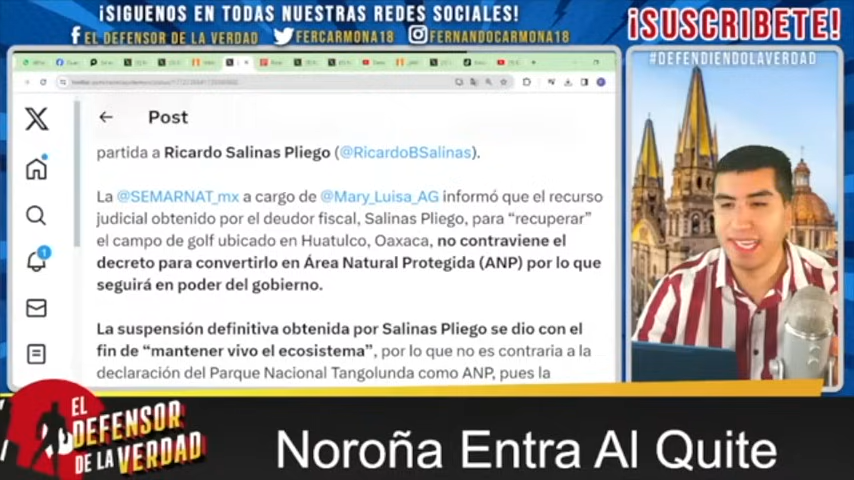 ¡SIGUENOS EN TODAS NUESTRAS REDES SOCIALES!
EL DEFENSOR DE LA VERDAD FERCARMONA18 FERNANDOCARMONA18
¡SUSCRIBETE!
#DEFENDIENDOLAVERDAD
Post
partida a Ricardo Salinas Pliego (@RicardoBSalinas).
La @SEMARNAT_mx a cargo de @Mary_Luisa_AG informó que el recurso
judicial obtenido por el deudor fiscal, Salinas Pliego, para “recuperar”
el campo de golf ubicado en Huatulco, Oaxaca, no contraviene el
decreto para convertirlo en Área Natural Protegida (ANP) por lo que
seguirá en poder del gobierno.
La suspensión definitiva obtenida por Salinas Pliego se dio con el
fin de “mantener vivo el ecosistema”, por lo que no es contraria a la
declaración del Parque Nacional Tangolunda como ANP, pues la
1
EL
DEFENSOR
DE LA VERDAD
Noroña Entra Al Quite